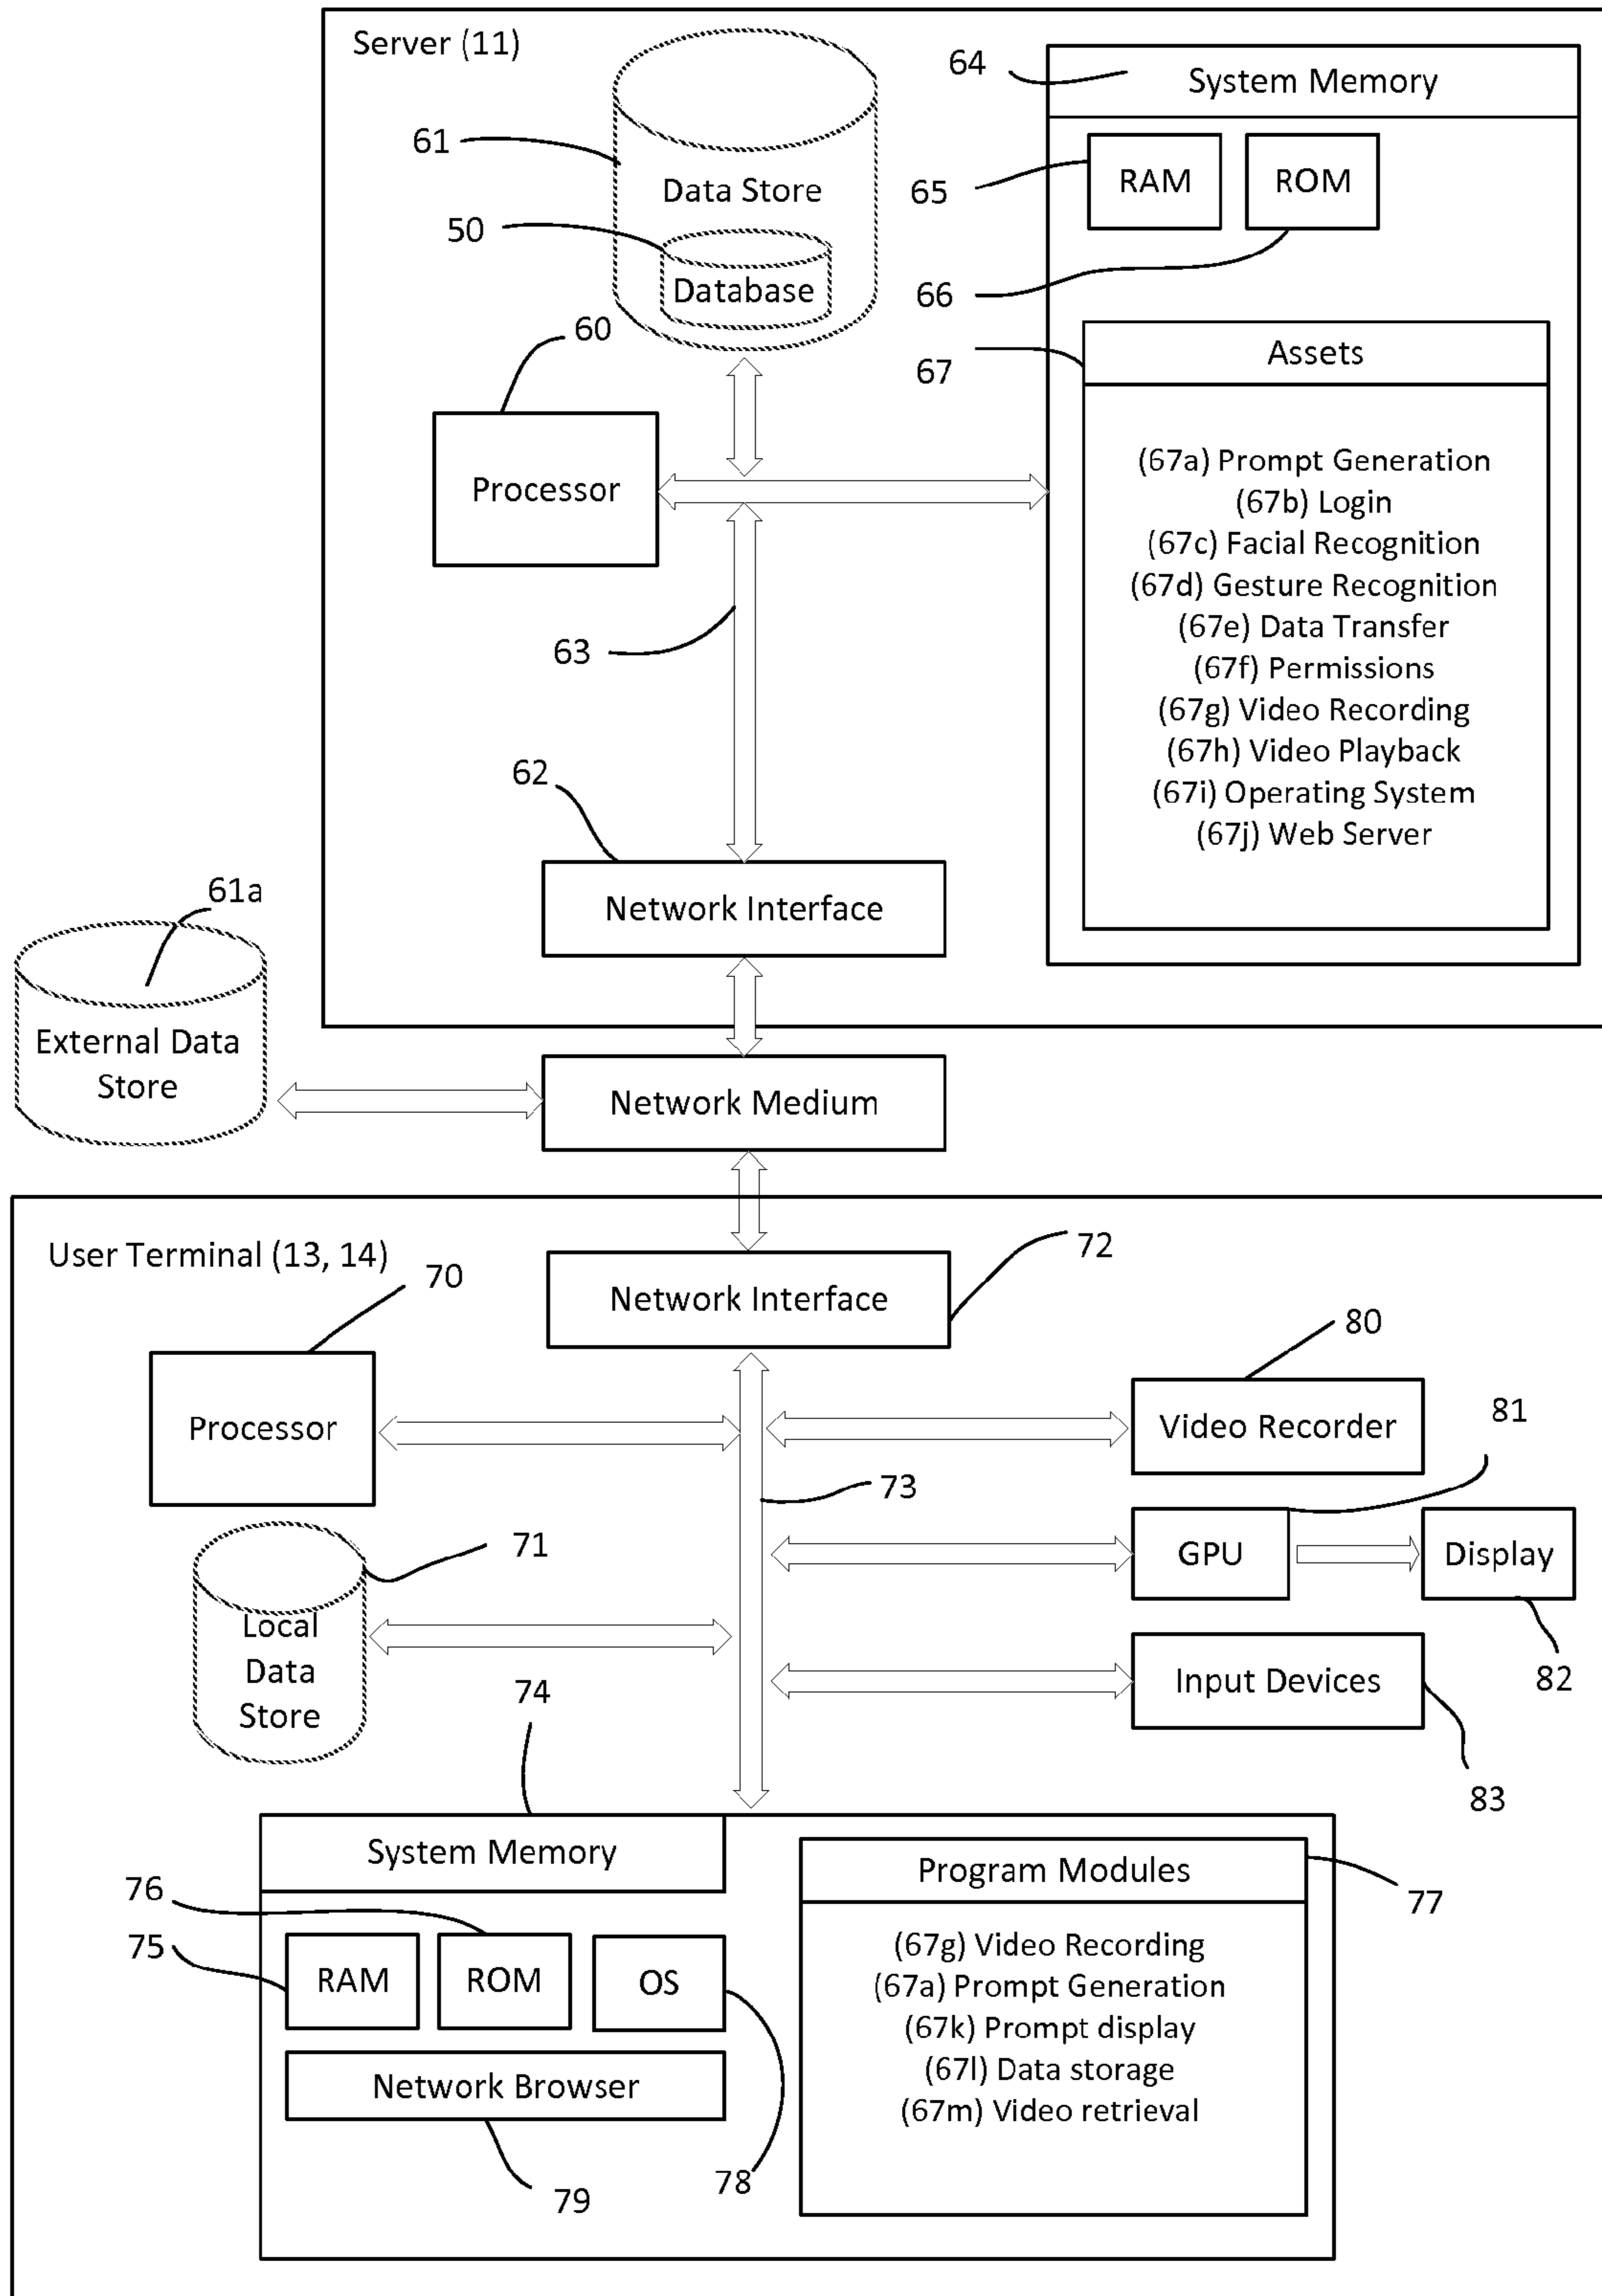 Server (11)
64
System Memory
61
Data Store
65
RAM
ROM
50
Database
66
60
67
Assets
Processor
(67a) Prompt Generation
(67b) Login
(67c) Facial Recognition
(67d) Gesture Recognition
(67e) Data Transfer
(67f) Permissions
(67g) Video Recording
(67h) Video Playback
(67i) Operating System
(67j) Web Server
63
62
Network Interface
61a
External Data
Store
Network Medium
User Terminal (13, 14)
70
72
Network Interface
80
Processor
Video Recorder
81
73
71
GPU
Display
Local
Data
Store
82
Input Devices
74
83
System Memory
Program Modules
76
77
75
RAM
ROM
OS
(67g) Video Recording
(67a) Prompt Generation
(67k) Prompt display
(67l) Data storage
(67m) Video retrieval
Network Browser
78
79